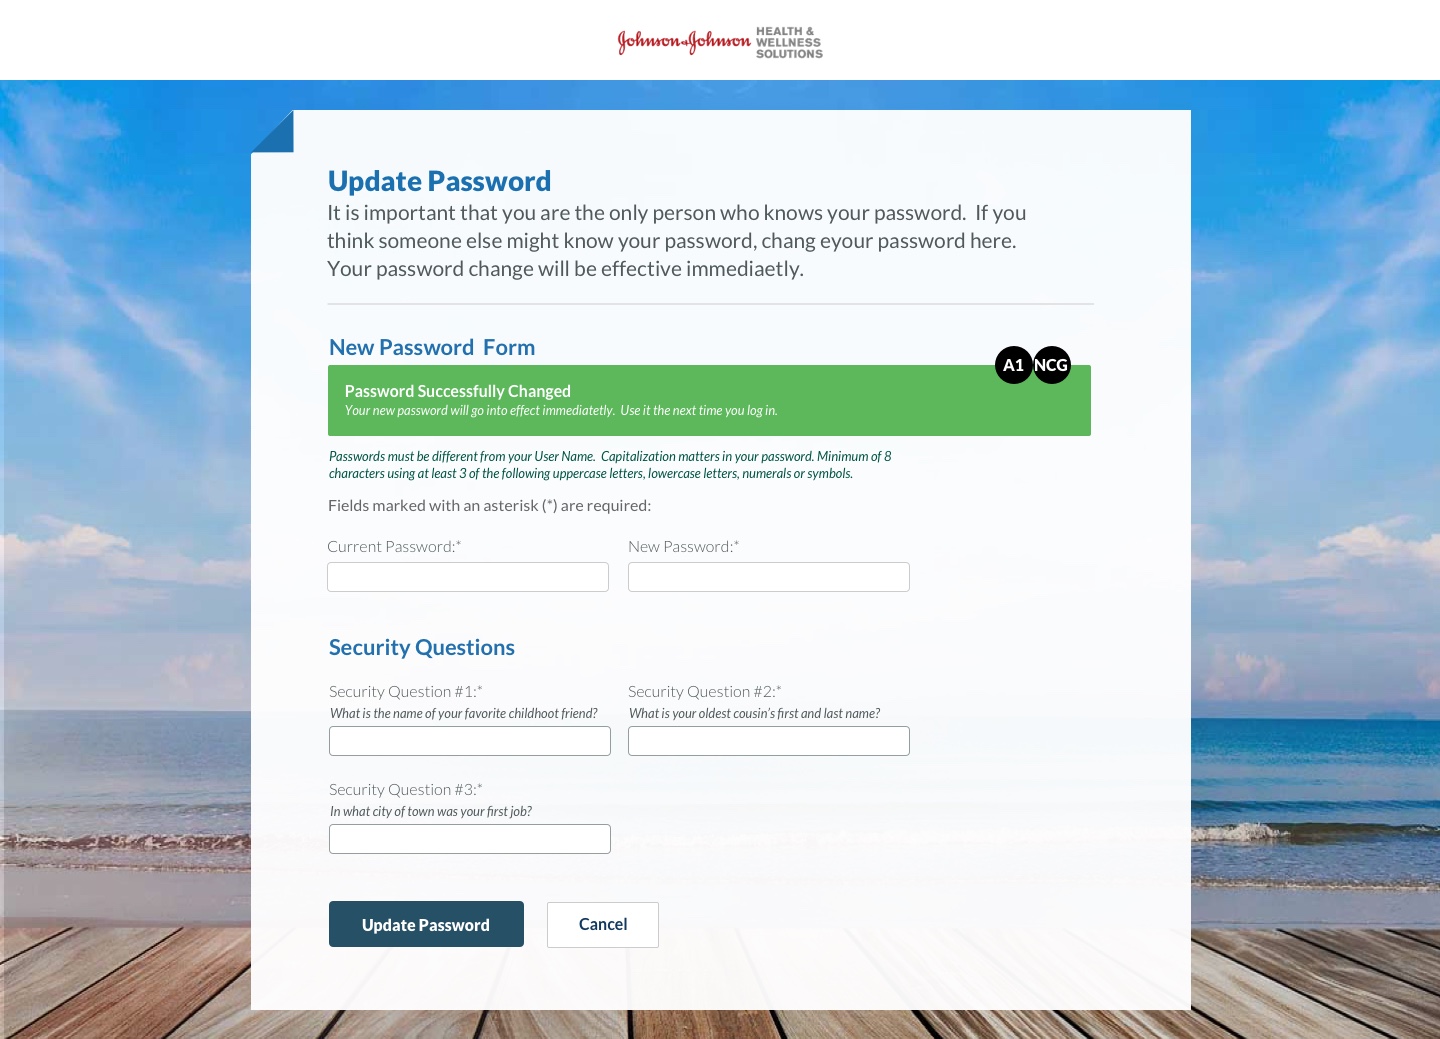 Johnson & Johnson HEALTH &
WELLNESS
SOLUTIONS
Update Password
It is important that you are the only person who knows your password.  If you
think someone else might know your password, chang eyour password here.
Your password change will be effective immediaetly.
New Password  Form
A1 NCG
Password Successfully Changed
Your new password will go into effect immediatetly.  Use it the next time you log in.
Passwords must be different from your User Name.  Capitalization matters in your password. Minimum of 8
characters using at least 3 of the following uppercase letters, lowercase letters, numerals or symbols.
Fields marked with an asterisk (*) are required:
Current Password:* New Password:*
Security Questions
Security Question #1:* Security Question #2:*
What is the name of your favorite childhoot friend? What is your oldest cousin's first and last name?
Security Question #3:*
In what city of town was your first job?
Update Password Cancel